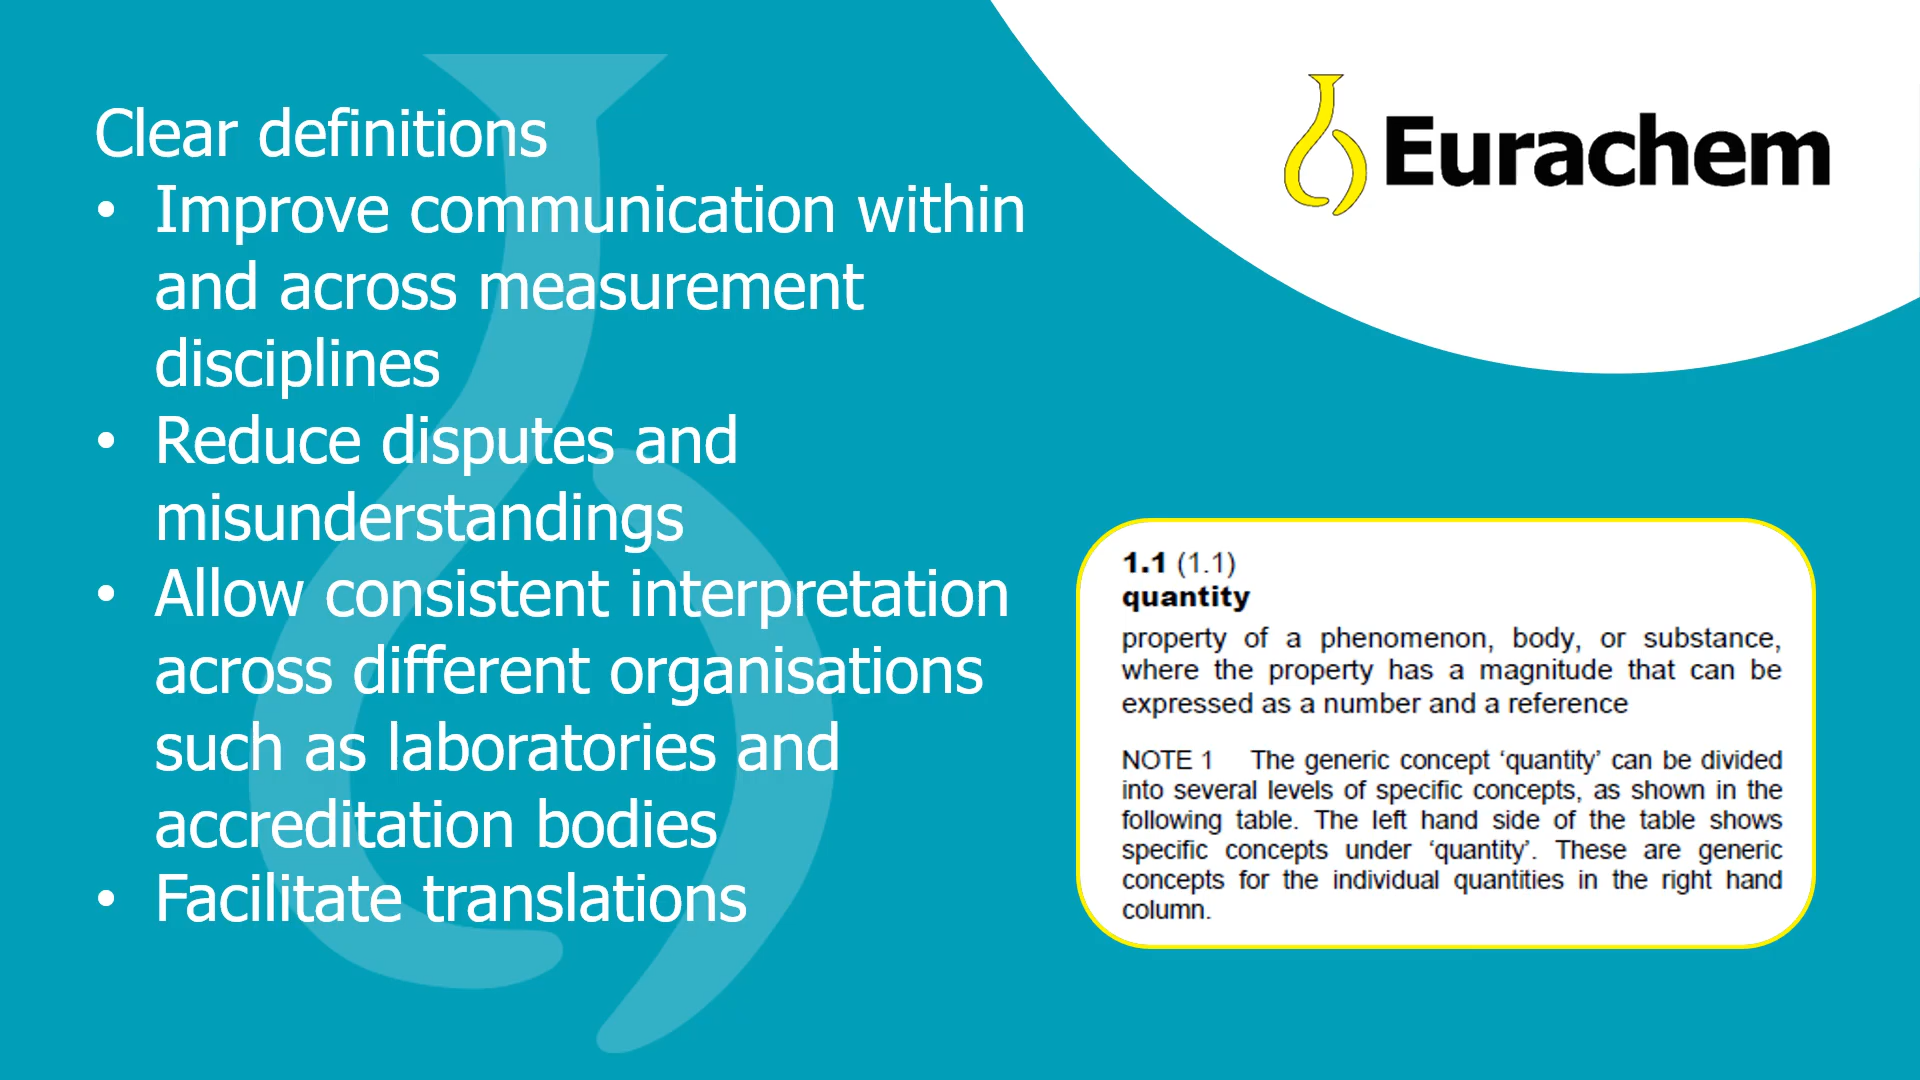 Clear definitions
• Improve communication within
and across measurement
disciplines
• Reduce disputes and
misunderstandings
• Allow consistent interpretation
across different organisations
such as laboratories and
accreditation bodies
• Facilitate translations
Eurachem
1.1 (1.1)
quantity
property of a phenomenon, body, or substance,
where the property has a magnitude that can be
expressed as a number and a reference
NOTE 1 The generic concept ‘quantity’ can be divided
into several levels of specific concepts, as shown in the
following table. The left hand side of the table shows
specific concepts under ‘quantity’. These are generic
concepts for the individual quantities in the right hand
column.